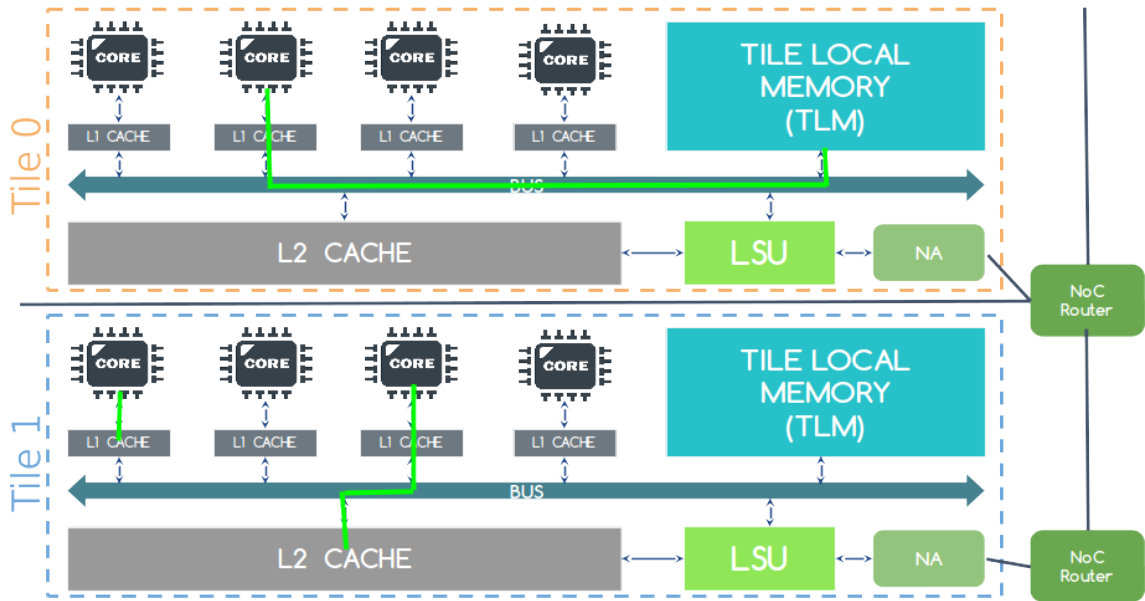 Tile 0
CORE
CORE
CORE
CORE
TILE LOCAL
MEMORY
(TLM)
L1 CACHE
L1 CACHE
L1 CACHE
L1 CACHE
BUS
L2 CACHE
LSU
NA
NoC
Router
Tile 1
CORE
CORE
CORE
CORE
TILE LOCAL
MEMORY
(TLM)
L1 CACHE
L1 CACHE
L1 CACHE
L1 CACHE
BUS
L2 CACHE
LSU
NA
NoC
Router